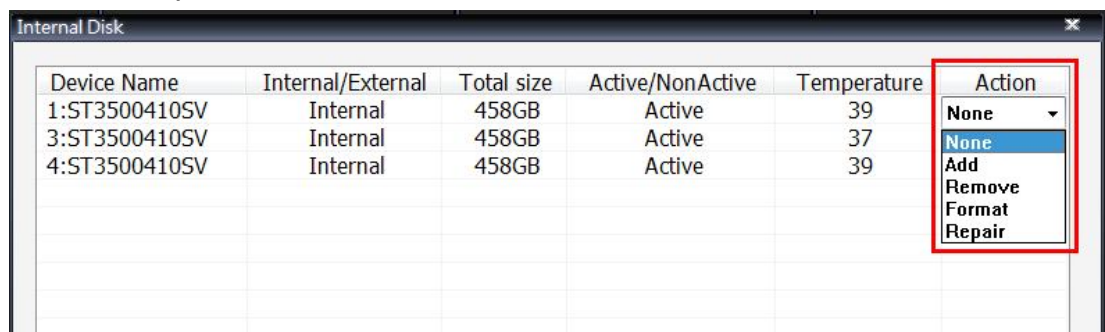 Internal Disk
Device Name Internal/External Total size Active/NonActive Temperature Action
1:ST3500410SV Internal 458GB Active 39 None
3:ST3500410SV Internal 458GB Active 37 None
4:ST3500410SV Internal 458GB Active 39 Add
Remove
Format
Repair